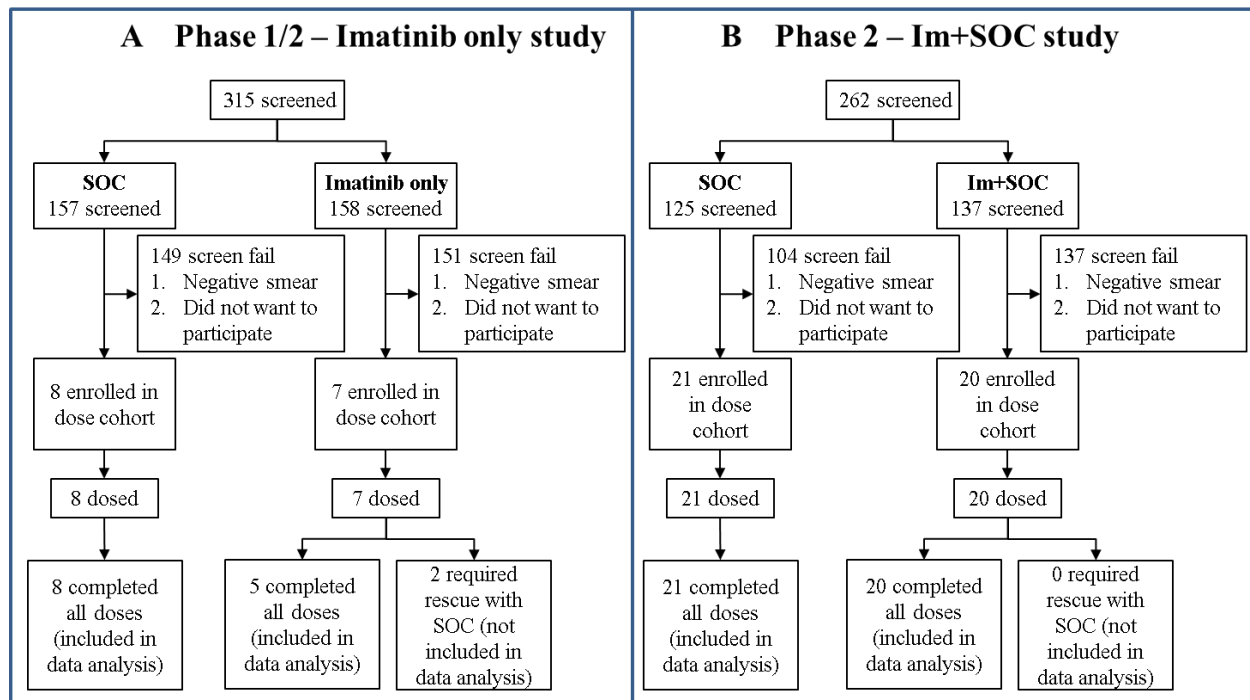 A Phase 1/2 – Imatinib only study
315 screened
SOC
157 screened
Imatinib only
158 screened
149 screen fail
1. Negative smear
2. Did not want to
participate
151 screen fail
1. Negative smear
2. Did not want to
participate
8 enrolled in
dose cohort
7 enrolled in
dose cohort
8 dosed
7 dosed
8 completed
all doses
(included in
data analysis)
5 completed
all doses
(included in
data analysis)
2 required
rescue with
SOC (not
included in
data analysis)
B Phase 2 – Im+SOC study
262 screened
SOC
125 screened
Im+SOC
137 screened
104 screen fail
1. Negative smear
2. Did not want to
participate
137 screen fail
1. Negative smear
2. Did not want to
participate
21 enrolled
in dose
cohort
20 enrolled
in dose
cohort
21 dosed
20 dosed
21 completed
all doses
(included in
data analysis)
20 completed
all doses
(included in
data analysis)
0 required
rescue with
SOC (not
included in
data analysis)